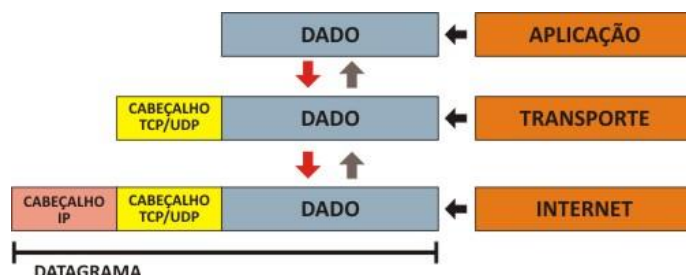 DADO
APLICAÇÃO
CABEÇALHO
TCP/UDP
DADO
TRANSPORTE
CABEÇALHO
IP
CABEÇALHO
TCP/UDP
DADO
INTERNET
DATAGRAMA